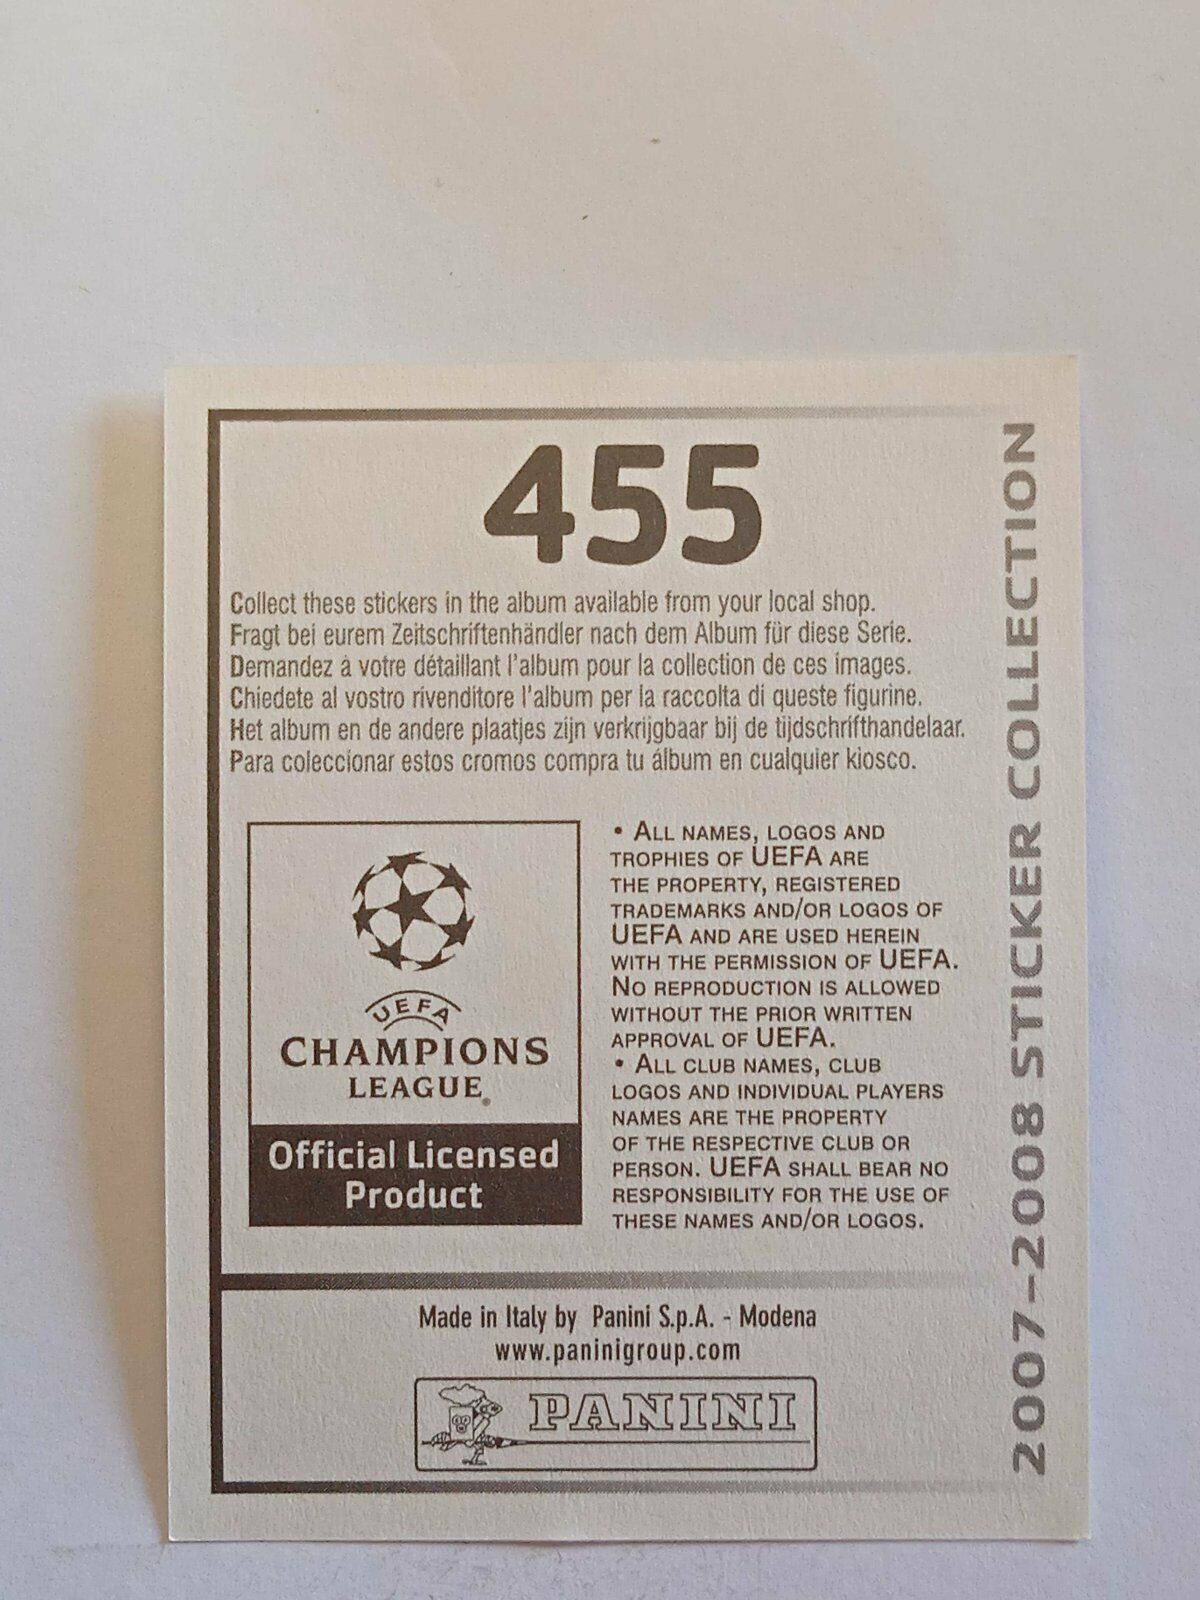 455
Collect these stickers in the album available from your local shop.
Fragt bei eurem Zeitschriftenhändler nach dem Album für diese Serie.
Demandez à votre détaillant l'album pour la collection de ces images.
Chiedete al vostro rivenditore l'album per la raccolta di queste figurine.
Het album en de andere plaatjes zijn verkrijgbaar bij de tijdschrifthandelaar.
Para coleccionar estos cromos compra tu álbum en cualquier kiosco.
UEFA
CHAMPIONS
LEAGUE®
Official Licensed
Product
• ALL NAMES, LOGOS AND
TROPHIES OF UEFA ARE
THE PROPERTY, REGISTERED
TRADEMARKS AND/OR LOGOS OF
UEFA AND ARE USED HEREIN
WITH THE PERMISSION OF UEFA.
NO REPRODUCTION IS ALLOWED
WITHOUT THE PRIOR WRITTEN
APPROVAL OF UEFA.
• ALL CLUB NAMES, CLUB
LOGOS AND INDIVIDUAL PLAYERS
NAMES ARE THE PROPERTY
OF THE RESPECTIVE CLUB OR
PERSON. UEFA SHALL BEAR NO
RESPONSIBILITY FOR THE USE OF
THESE NAMES AND/OR LOGOS.
Made in Italy by Panini S.p.A. - Modena
www.paninigroup.com
PANINI
2007-2008 STICKER COLLECTION